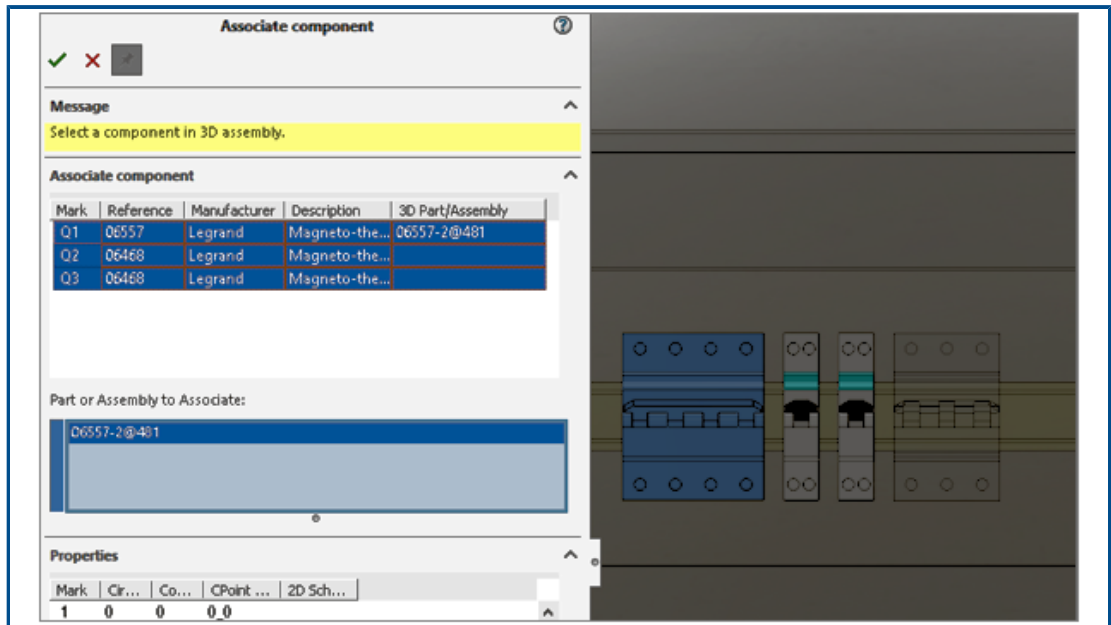 Associate component
Message
Select a component in 3D assembly.
Associate component
Mark Reference Manufacturer Description 3D Part/Assembly
Q1 06557 Legrand Magneto-the... 06557-2@481
Q2 06468 Legrand Magneto-the...
Q3 06468 Legrand Magneto-the...
Part or Assembly to Associate:
06557-2@481
Properties
Mark Cir... Co... CPoint ... 2D Sch...
1 0 0 0_0